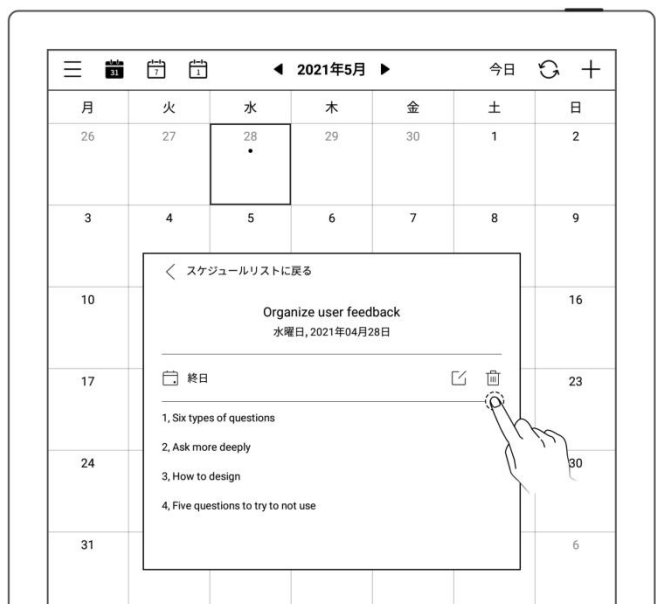 31 7 1 2021年5月 今日
月 火 水 木 金 土 日
26 27 28 29 30 1 2
3 4 5 6 7 8 9
スケジュールリストに戻る
10 16
Organize user feedback
水曜日, 2021年04月28日
17 終日 23
1, Six types of questions
2, Ask more deeply
24 30
3, How to design
4, Five questions to try to not use
31 6